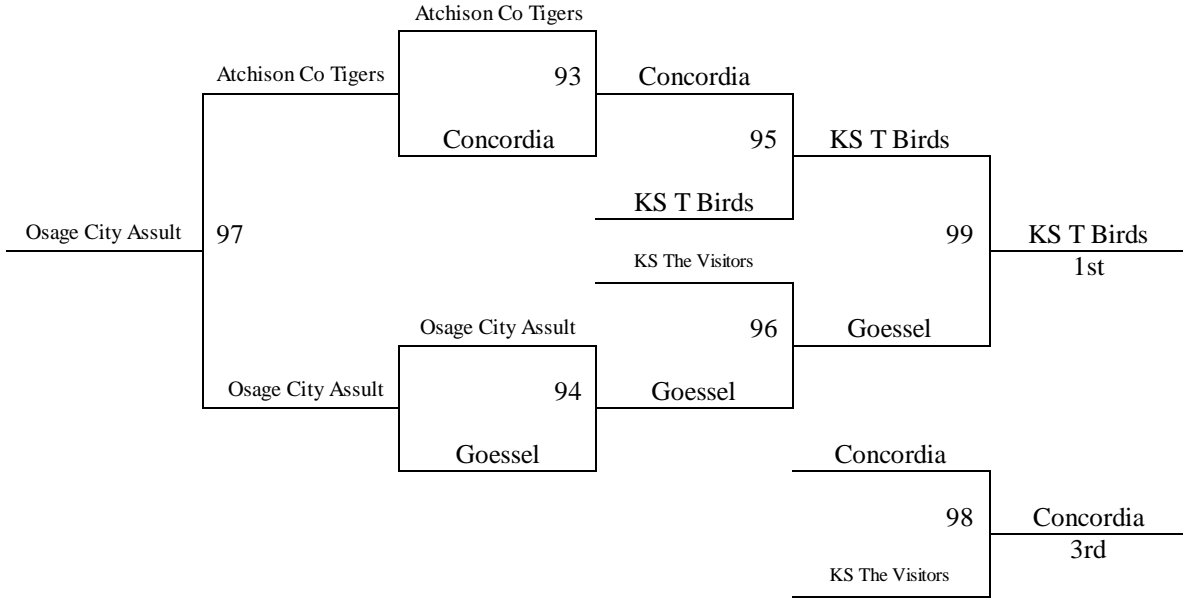 Atchison Co Tigers
Atchison Co Tigers
93
Concordia
Concordia
95
KS T Birds
KS T Birds
Osage City Assult
97
99
KS T Birds
KS The Visitors
1st
Osage City Assult
96
Goessel
Osage City Assult
94
Goessel
Goessel
Concordia
98
Concordia
3rd
KS The Visitors